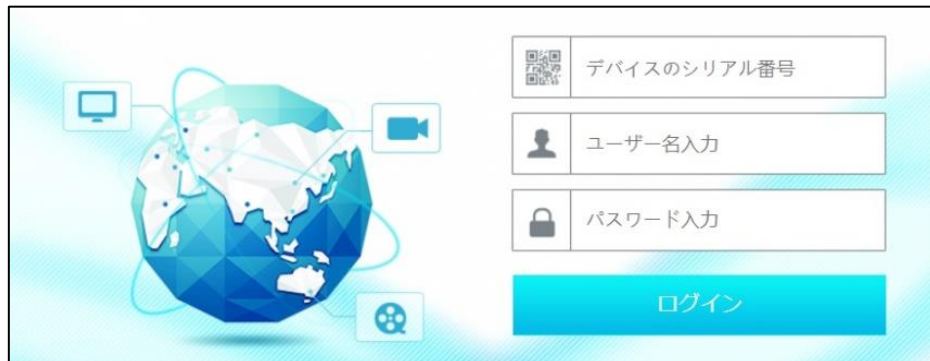 デバイスのシリアル番号
ユーザー名入力
パスワード入力
ログイン